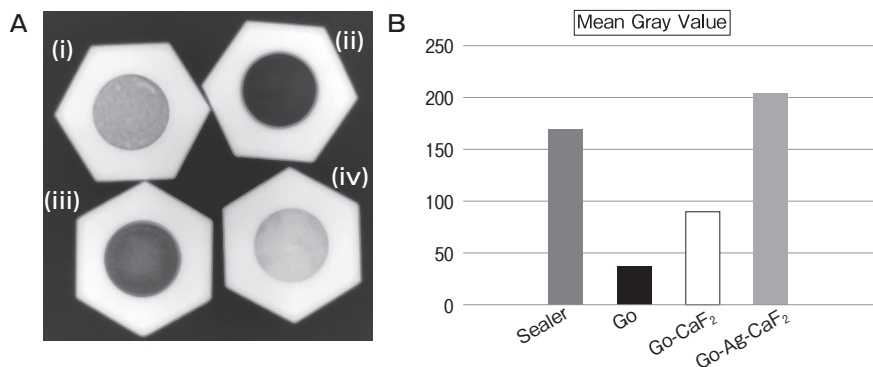 A
(i)
(ii)
(iii)
(iv)
B
Mean Gray Value
250
200
150
100
50
0
Sealer
Go
Go-CaF₂
Go-Ag-CaF₂